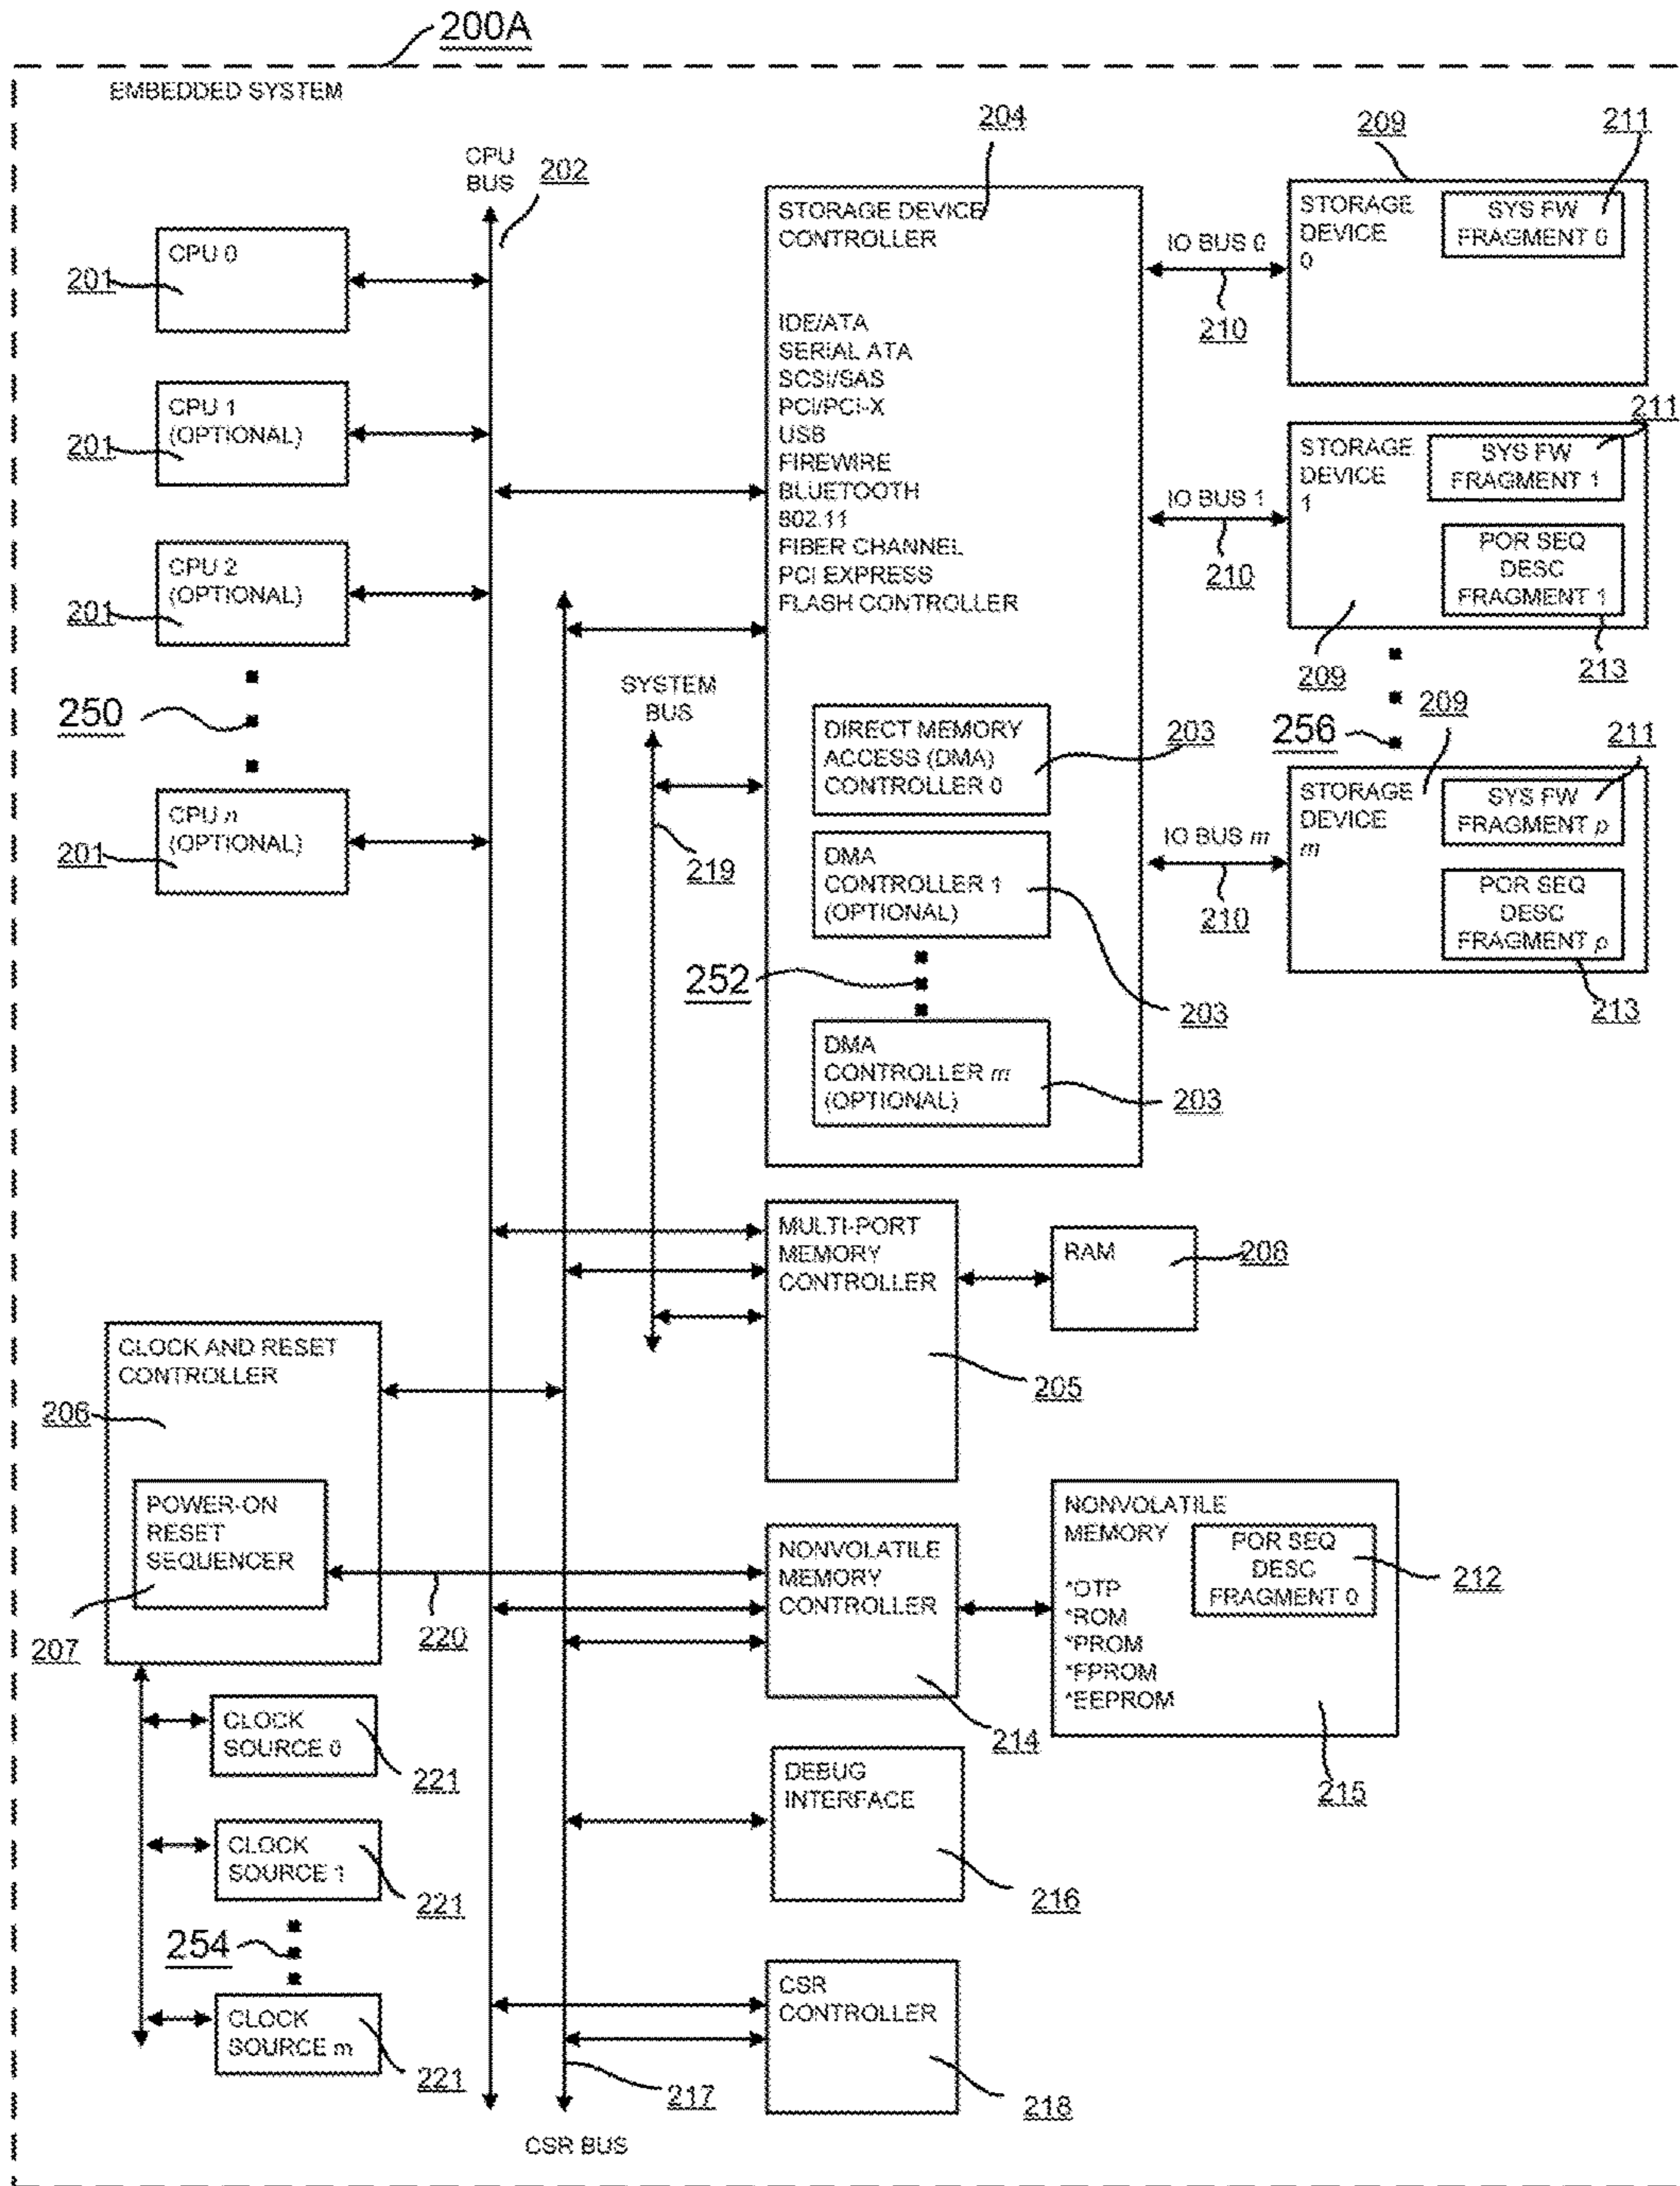 200A
EMBEDDED SYSTEM
CPU
BUS
202
CPU 0
201
CPU 1
(OPTIONAL)
201
CPU 2
(OPTIONAL)
201
250
CPU n
(OPTIONAL)
201
204
STORAGE DEVICE
CONTROLLER
IDE/ATA
SERIAL ATA
SCSI/SAS
PCI/PCI-X
USB
FIREWIRE
BLUETOOTH
802.11
FIBER CHANNEL
PCI EXPRESS
FLASH CONTROLLER
SYSTEM
BUS
219
DIRECT MEMORY
ACCESS (DMA)
CONTROLLER 0
203
DMA
CONTROLLER 1
(OPTIONAL)
203
252
DMA
CONTROLLER m
(OPTIONAL)
203
IO BUS 0
210
209
211
STORAGE
DEVICE
0
SYS FW
FRAGMENT 0
IO BUS 1
210
211
STORAGE
DEVICE
1
SYS FW
FRAGMENT 1
POR SEQ
DESC
FRAGMENT 1
209
213
256
209
211
IO BUS m
210
STORAGE
DEVICE
m
SYS FW
FRAGMENT p
POR SEQ
DESC
FRAGMENT p
213
MULTI-PORT
MEMORY
CONTROLLER
205
RAM
208
CLOCK AND RESET
CONTROLLER
206
POWER-ON
RESET
SEQUENCER
207
220
NONVOLATILE
MEMORY
CONTROLLER
214
NONVOLATILE
MEMORY
*OTP
*ROM
*PROM
*FPROM
*EEPROM
POR SEQ
DESC
FRAGMENT 0
212
215
CLOCK
SOURCE 0
221
CLOCK
SOURCE 1
221
254
CLOCK
SOURCE m
221
DEBUG
INTERFACE
216
CSR
CONTROLLER
218
217
CSR BUS